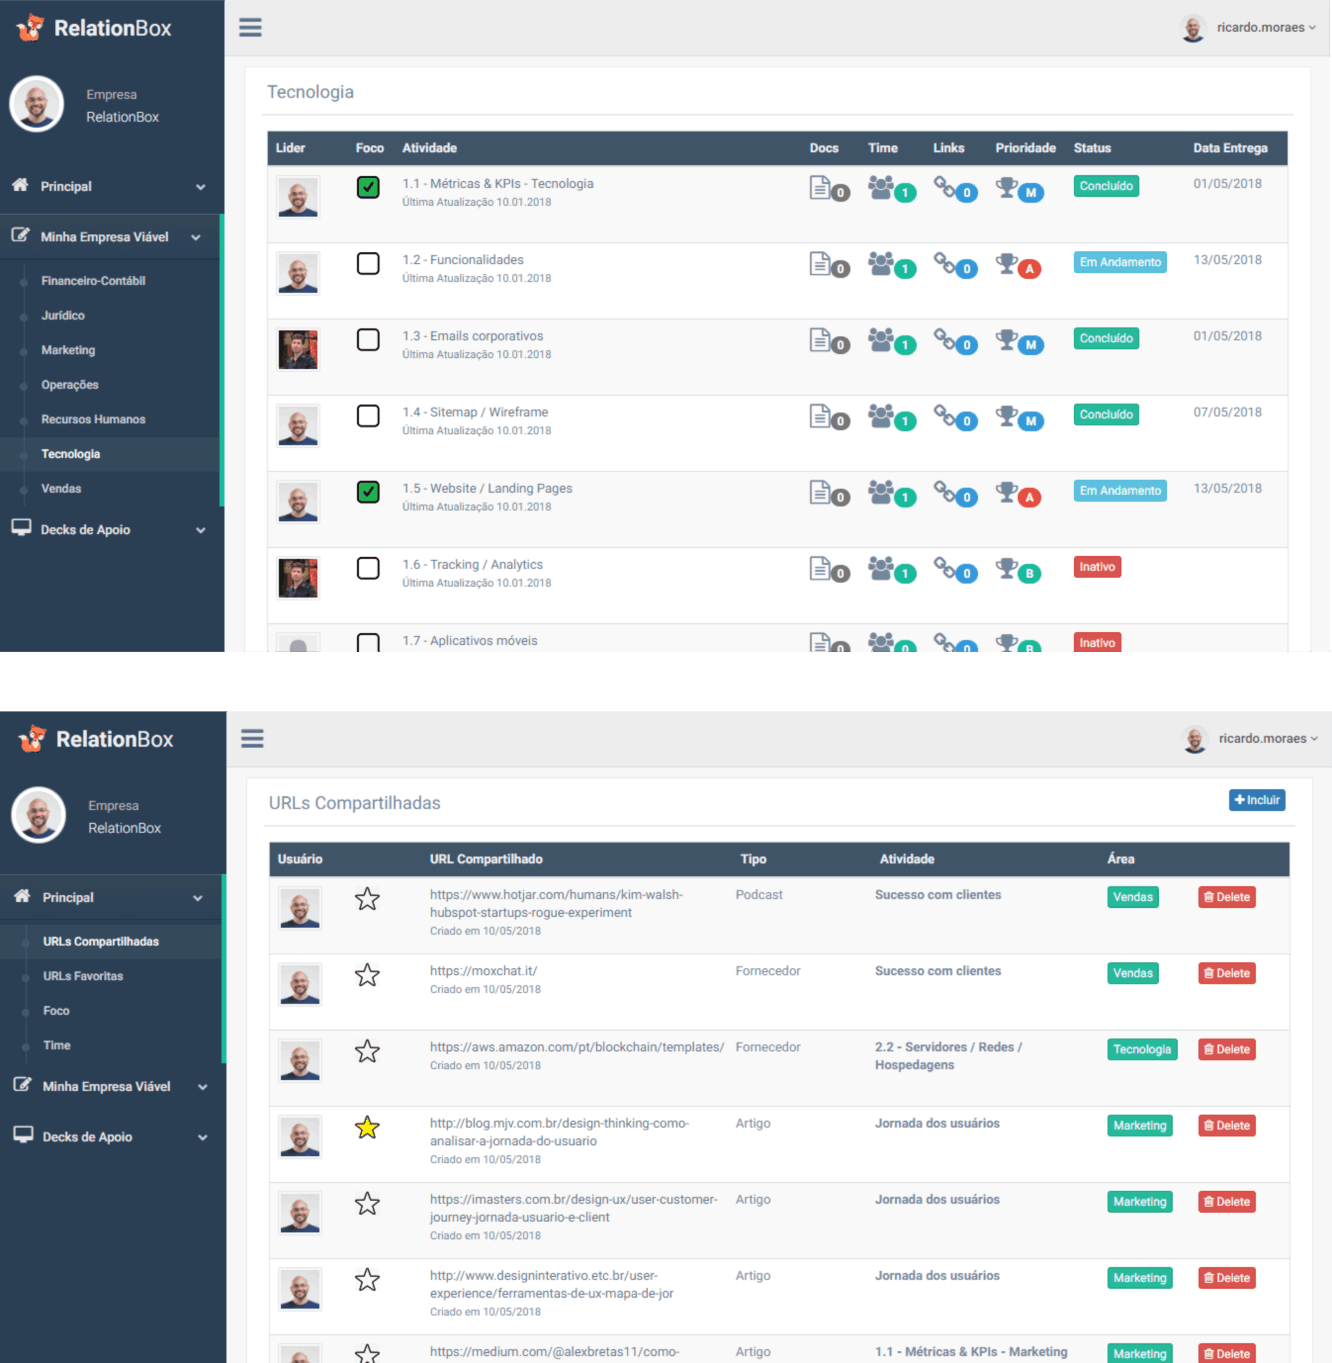 RelationBox
ricardo.moraes
Empresa
RelationBox
Principal
Minha Empresa Viável
Financeiro-Contábil
Jurídico
Marketing
Operações
Recursos Humanos
Tecnologia
Vendas
Decks de Apoio
Tecnologia
Lider Foco Atividade Docs Time Links Prioridade Status Data Entrega
1.1 - Métricas & KPIs - Tecnologia 0 1 0 M Concluído 01/05/2018
Última Atualização 10.01.2018
1.2 - Funcionalidades 0 1 0 A Em Andamento 13/05/2018
Última Atualização 10.01.2018
1.3 - Emails corporativos 0 1 0 M Concluído 01/05/2018
Última Atualização 10.01.2018
1.4 - Sitemap / Wireframe 0 1 0 M Concluído 07/05/2018
Última Atualização 10.01.2018
1.5 - Website / Landing Pages 0 1 0 A Em Andamento 13/05/2018
Última Atualização 10.01.2018
1.6 - Tracking / Analytics 0 1 0 B Inativo
Última Atualização 10.01.2018
1.7 - Aplicativos móveis 0 0 0 B Inativo
RelationBox
ricardo.moraes
Empresa
RelationBox
Principal
URLs Compartilhadas
URLs Favoritas
Foco
Time
Minha Empresa Viável
Decks de Apoio
URLs Compartilhadas
+ Incluir
Usuário URL Compartilhado Tipo Atividade Área
https://www.hotjar.com/humans/kim-walsh- Podcast Sucesso com clientes Vendas Delete
hubspot-startups-rogue-experiment
Criado em 10/05/2018
https://moxchat.it/ Fornecedor Sucesso com clientes Vendas Delete
Criado em 10/05/2018
https://aws.amazon.com/pt/blockchain/templates/ Fornecedor 2.2 - Servidores / Redes / Tecnologia Delete
Criado em 10/05/2018 Hospedagens
http://blog.mjv.com.br/design-thinking-como- Artigo Jornada dos usuários Marketing Delete
analisar-a-jornada-do-usuario
Criado em 10/05/2018
https://imasters.com.br/design-ux/user-customer- Artigo Jornada dos usuários Marketing Delete
journey-jornada-usuario-e-client
Criado em 10/05/2018
http://www.designinterativo.etc.br/user- Artigo Jornada dos usuários Marketing Delete
experience/ferramentas-de-ux-mapa-de-jor
Criado em 10/05/2018
https://medium.com/@alexbretas11/como- Artigo 1.1 - Métricas & KPIs - Marketing Marketing Delete